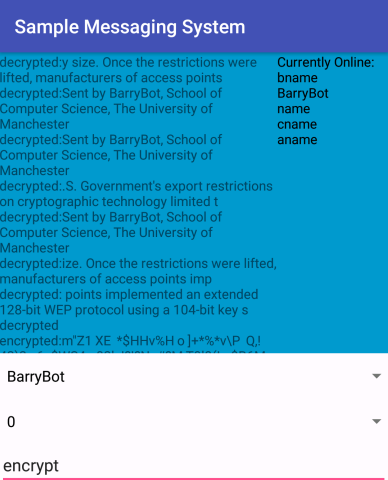 Sample Messaging System
decrypted:y size. Once the restrictions were
lifted, manufacturers of access points
decrypted:Sent by BarryBot, School of
Computer Science, The University of
Manchester
decrypted:Sent by BarryBot, School of
Computer Science, The University of
Manchester
decrypted:.S. Government's export restrictions
on cryptographic technology limited t
decrypted:Sent by BarryBot, School of
Computer Science, The University of
Manchester
decrypted:ize. Once the restrictions were lifted,
manufacturers of access points imp
decrypted: points implemented an extended
128-bit WEP protocol using a 104-bit key s
decrypted
encrypted:m"Z1 XE *$HHv%H o ]+*%*v\P Q,!
Currently Online:
bname
BarryBot
name
cname
aname
BarryBot
0
encrypt